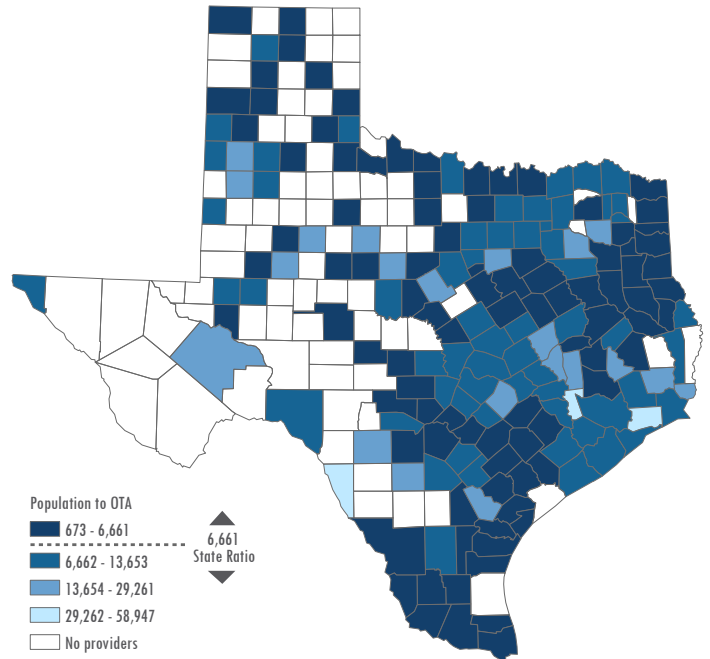 Population to OTA
673 - 6,661
6,662 - 13,653
13,654 - 29,261
29,262 - 58,947
No providers
6,661
State Ratio